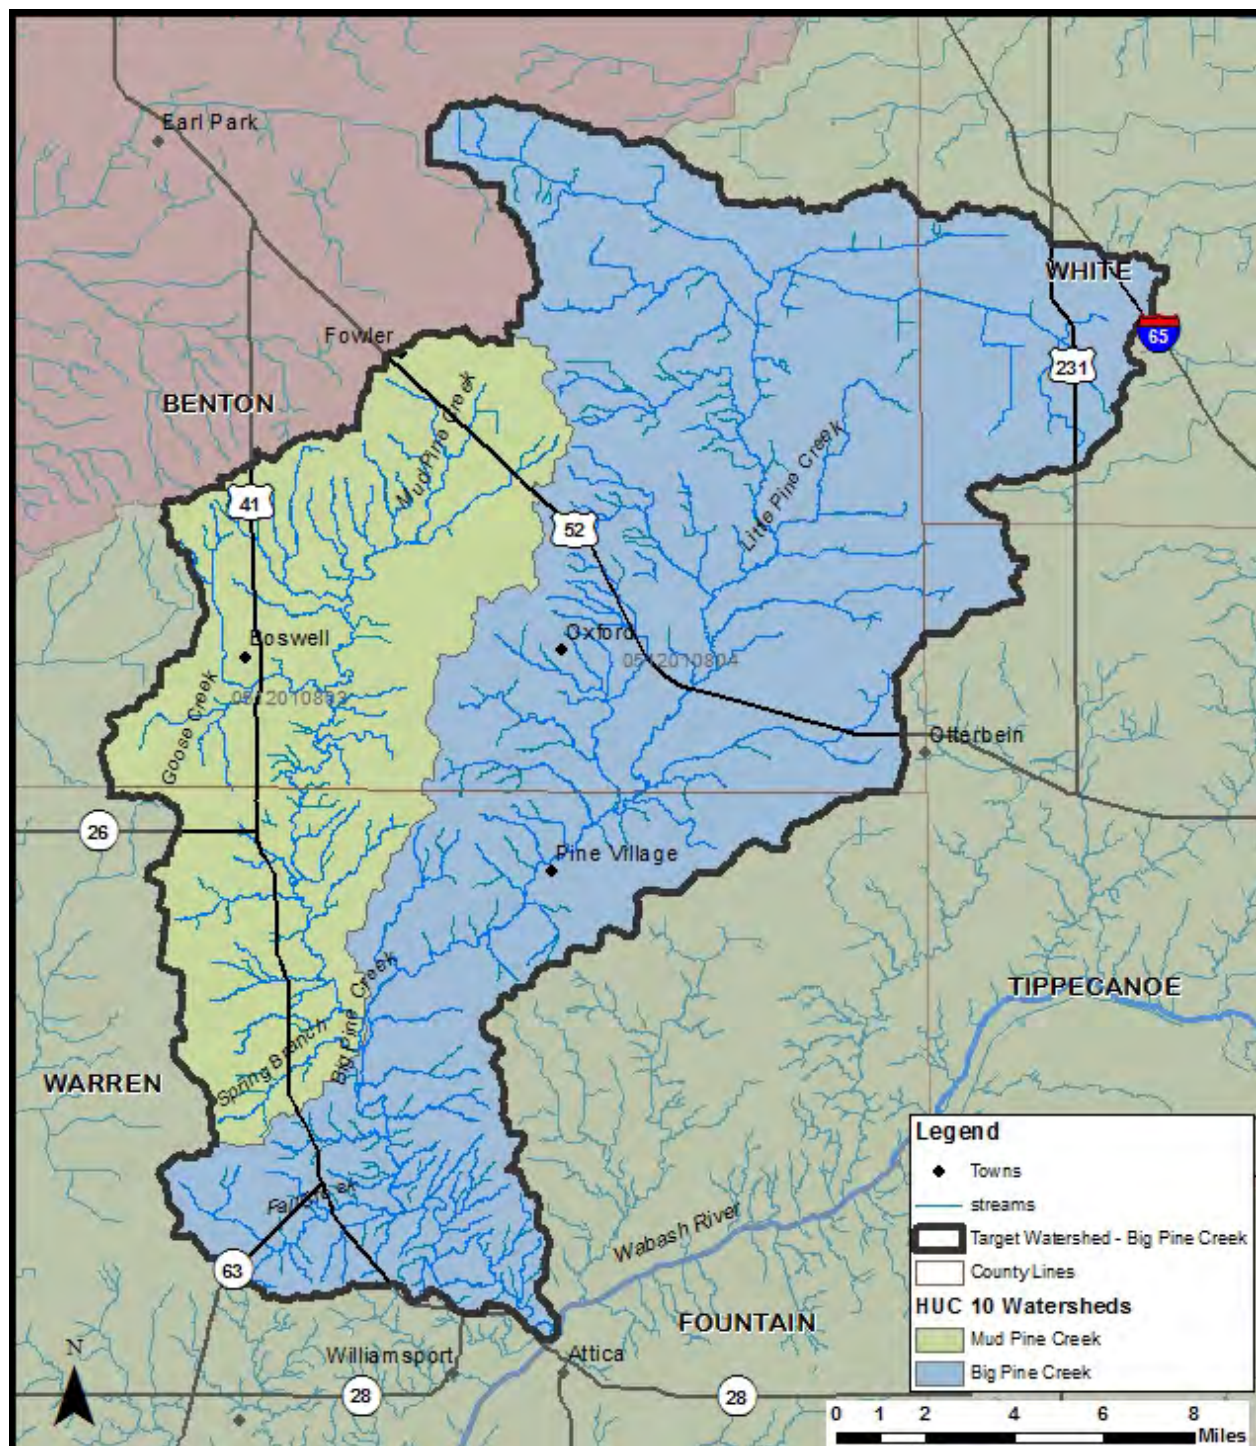 Earl Park
WHITE
65
Fowler
231
Mud Pine Creek
BENTON
41
Little Pine Creek
52
Oxford
Boswell
0512010804
0512010803
Goose Creek
Otterbein
26
Pine Village
Big Pine Creek
TIPPECANOE
Spring Branch
WARREN
Fall Creek
Wabash River
63
FOUNTAIN
Williamsport
Attica
28
28
N
Legend
Towns
streams
Target Watershed - Big Pine Creek
County Lines
HUC 10 Watersheds
Mud Pine Creek
Big Pine Creek
0 1 2 4 6 8
Miles